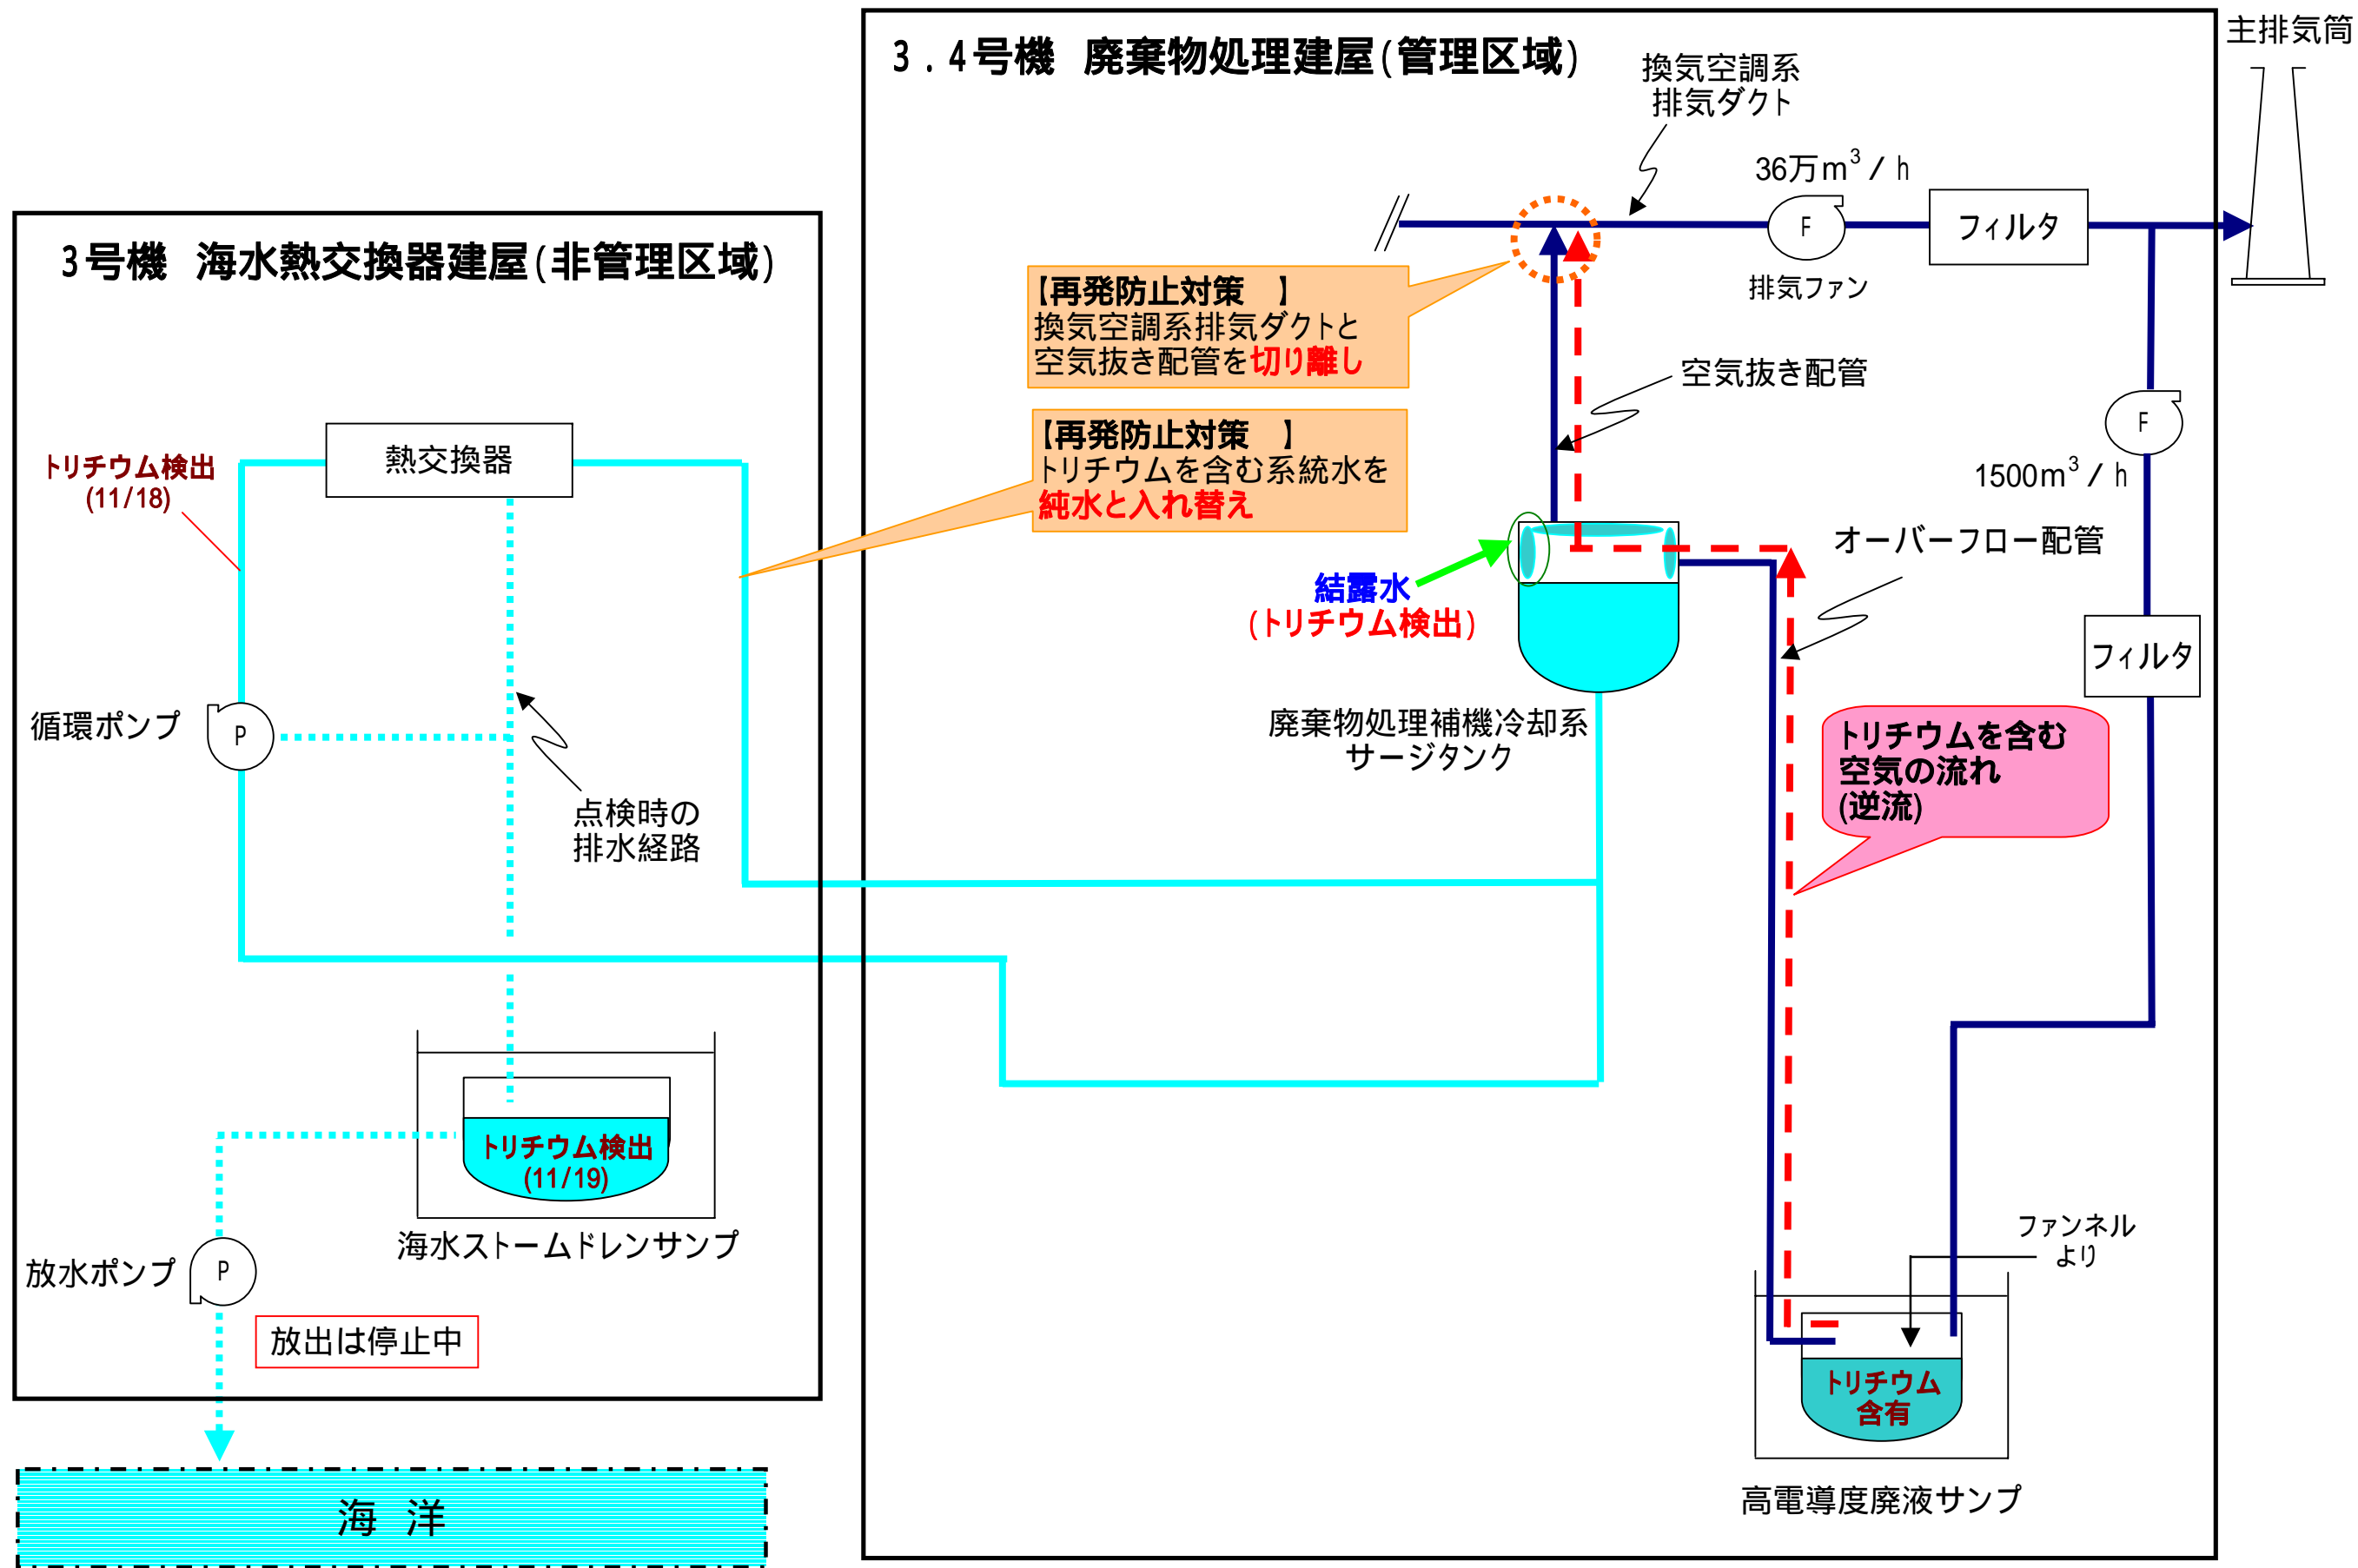 主排気筒
3.4号機 廃棄物処理建屋(管理区域)
換気空調系
排気ダクト
36万m³/h
F
フィルタ
排気ファン
3号機 海水熱交換器建屋(非管理区域)
【再発防止対策 】
換気空調系排気ダクトと
空気抜き配管を切り離し
空気抜き配管
F
1500m³/h
【再発防止対策 】
トリチウムを含む系統水を
純水と入れ替え
熱交換器
トリチウム検出
(11/18)
オーバーフロー配管
結露水
(トリチウム検出)
フィルタ
循環ポンプ
P
廃棄物処理補機冷却系
サージタンク
トリチウムを含む
空気の流れ
(逆流)
点検時の
排水経路
トリチウム検出
(11/19)
海水ストームドレンサンプ
ファンネル
より
放水ポンプ
P
放出は停止中
トリチウム
含有
高電導度廃液サンプ
海 洋